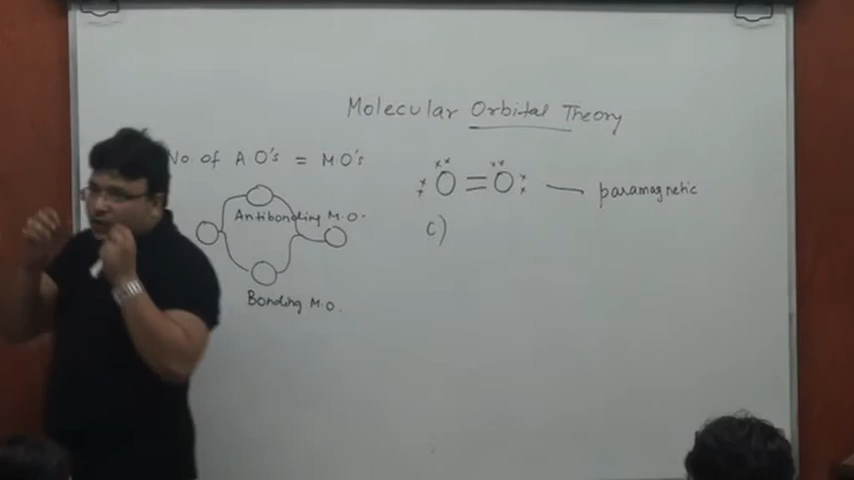 Molecular Orbital Theory
No. of A O's = M O's
Antibonding M.O.
Bonding M.O.
O = O — paramagnetic
c)